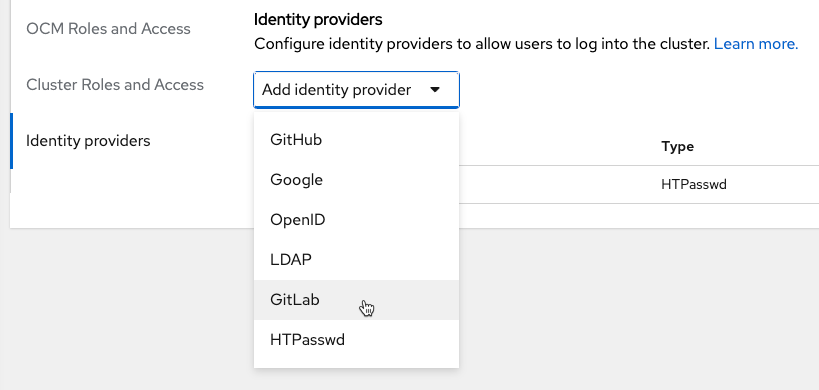 OCM Roles and Access
Cluster Roles and Access
Identity providers
Identity providers
Configure identity providers to allow users to log into the cluster. Learn more.
Add identity provider
GitHub
Google
OpenID
LDAP
GitLab
HTPasswd
Type
HTPasswd